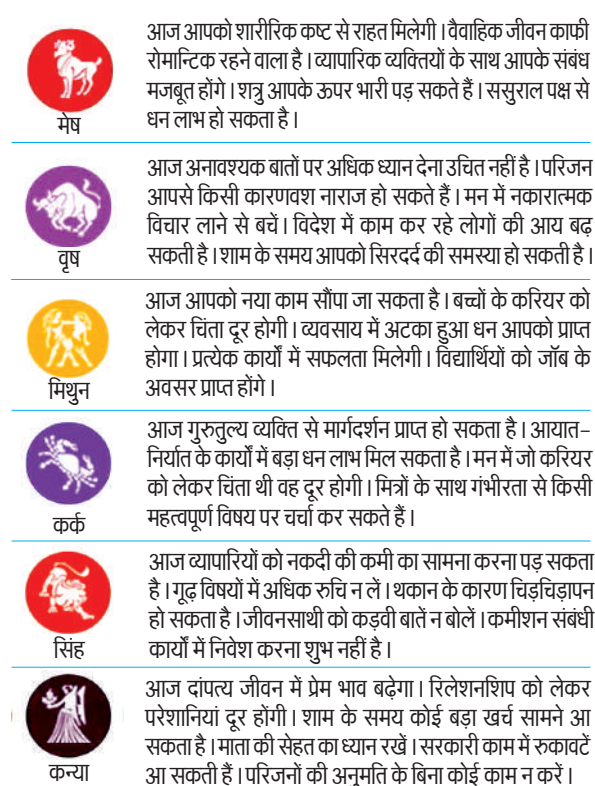 आज आपको शारीरिक कष्ट से राहत मिलेगी । वैवाहिक जीवन काफी
रोमान्टिक रहने वाला है । व्यापारिक व्यक्तियों के साथ आपके संबंध
मजबूत होंगे । शत्रु आपके ऊपर भारी पड़ सकते हैं । ससुराल पक्ष से
धन लाभ हो सकता है ।
मेष
आज अनावश्यक बातों पर अधिक ध्यान देना उचित नहीं है । परिजन
आपसे किसी कारणवश नाराज हो सकते हैं । मन में नकारात्मक
विचार लाने से बचें । विदेश में काम कर रहे लोगों की आय बढ़
सकती है । शाम के समय आपको सिरदर्द की समस्या हो सकती है ।
वृष
आज आपको नया काम सौंपा जा सकता है । बच्चों के करियर को
लेकर चिंता दूर होगी । व्यवसाय में अटका हुआ धन आपको प्राप्त
होगा । प्रत्येक कार्यों में सफलता मिलेगी । विद्यार्थियों को जॉब के
अवसर प्राप्त होंगे ।
मिथुन
आज गुरुतुल्य व्यक्ति से मार्गदर्शन प्राप्त हो सकता है । आयात-
निर्यात के कार्यों में बड़ा धन लाभ मिल सकता है । मन में जो करियर
को लेकर चिंता थी वह दूर होगी । मित्रों के साथ गंभीरता से किसी
महत्वपूर्ण विषय पर चर्चा कर सकते हैं ।
कर्क
आज व्यापारियों को नकदी की कमी का सामना करना पड़ सकता
है । गूढ़ विषयों में अधिक रुचि न लें । थकान के कारण चिड़चिड़ापन
हो सकता है । जीवनसाथी को कड़वी बातें न बोलें । कमीशन संबंधी
कार्यों में निवेश करना शुभ नहीं है ।
सिंह
आज दांपत्य जीवन में प्रेम भाव बढ़ेगा । रिलेशनशिप को लेकर
परेशानियां दूर होंगी । शाम के समय कोई बड़ा खर्च सामने आ
सकता है । माता की सेहत का ध्यान रखें । सरकारी काम में रुकावटें
आ सकती हैं । परिजनों की अनुमति के बिना कोई काम न करें ।
कन्या